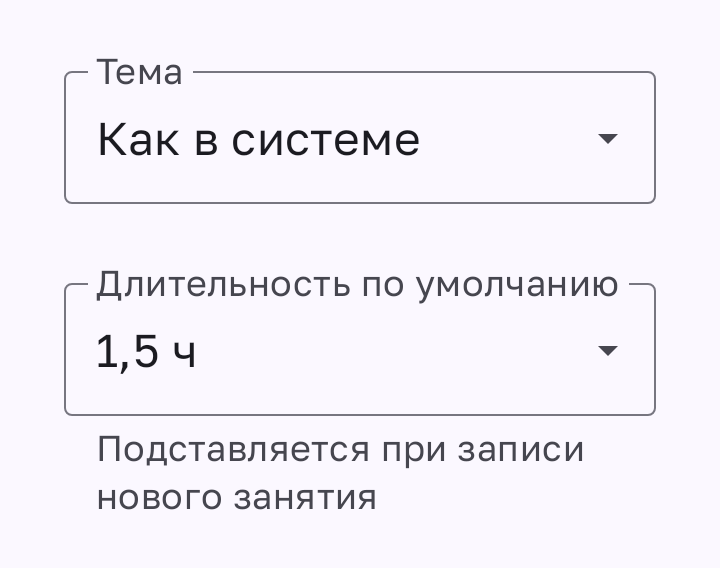 Тема
Как в системе
Длительность по умолчанию
1,5 ч
Подставляется при записи
нового занятия